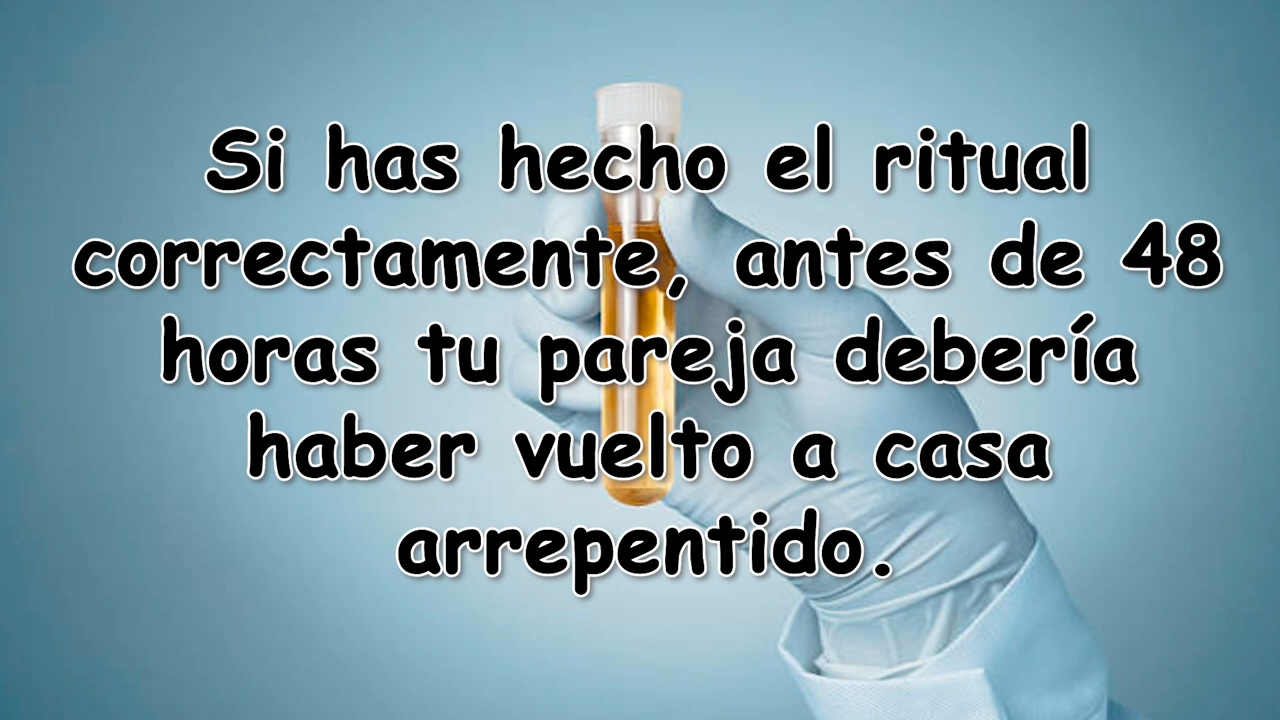 Si has hecho el ritual
correctamente, antes de 48
horas tu pareja debería
haber vuelto a casa
arrepentido.